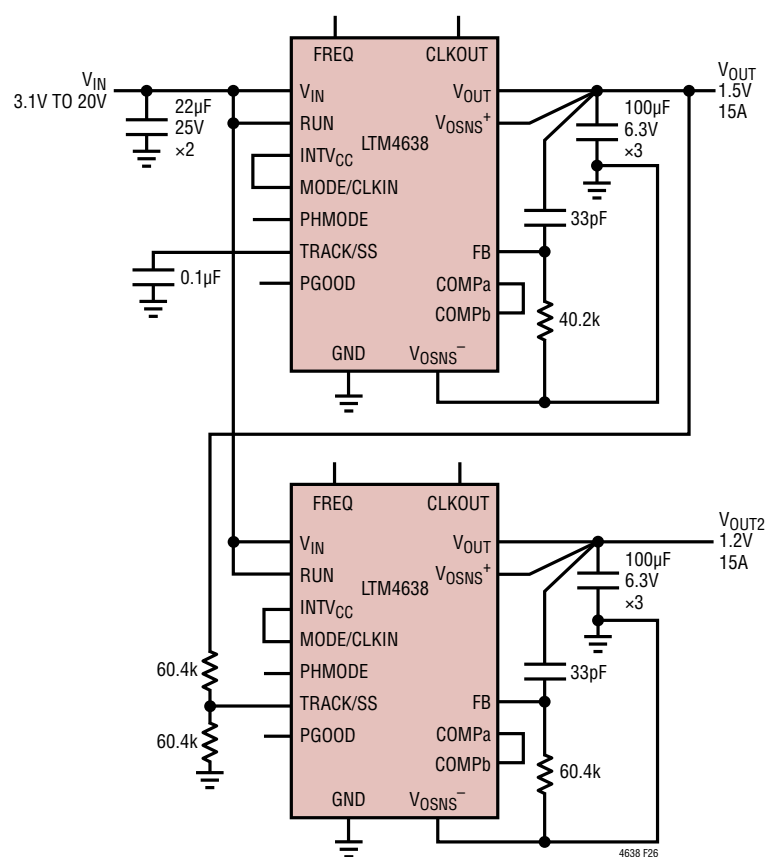 FREQ
CLKOUT
VIN
3.1V TO 20V
22µF
25V
×2
VIN
RUN
INTVCC
MODE/CLKIN
PHMODE
TRACK/SS
PGOOD
0.1µF
LTM4638
VOUT
VOSNS+
FB
COMPa
COMPb
GND
VOSNS–
33pF
40.2k
100µF
6.3V
×3
VOUT
1.5V
15A
FREQ
CLKOUT
VIN
RUN
INTVCC
MODE/CLKIN
PHMODE
TRACK/SS
PGOOD
60.4k
60.4k
LTM4638
VOUT
VOSNS+
FB
COMPa
COMPb
GND
VOSNS–
33pF
60.4k
100µF
6.3V
×3
VOUT2
1.2V
15A
4638 F26